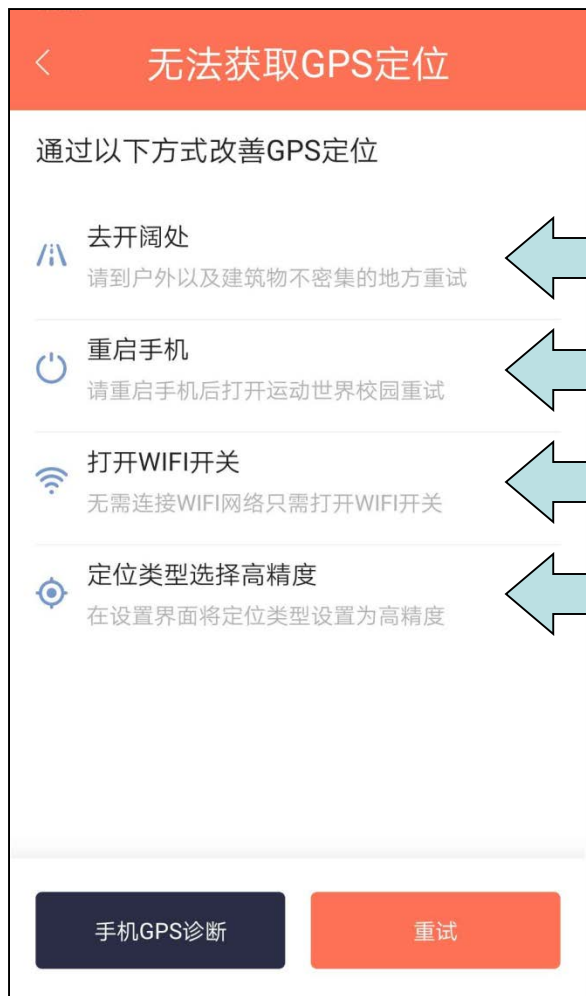 无法获取GPS定位
通过以下方式改善GPS定位
去开阔处
请到户外以及建筑物不密集的地方重试
重启手机
请重启手机后打开运动世界校园重试
打开WIFI开关
无需连接WIFI网络只需打开WIFI开关
定位类型选择高精度
在设置界面将定位类型设置为高精度
手机GPS诊断
重试